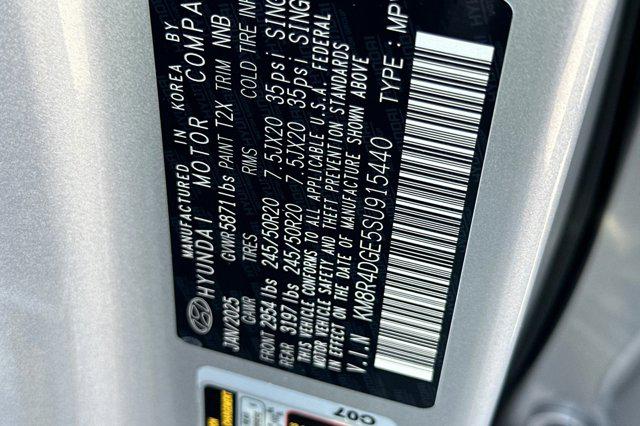 MANUFACTURED IN KOREA BY
HYUNDAI MOTOR COMPA
JAN/2025 GVWR5871lbs PAINT T2X TRIM NNB
GAWR TIRES RIMS COLD TIRE
FRONT 2954 lbs 245/50R20 7.5JX20 35psi SING
REAR 3197 lbs 245/50R20 7.5JX20 35psi SING
THIS VEHICLE CONFORMS TO ALL APPLICABLE U.S.A. FEDERAL
MOTOR VEHICLE SAFETY AND THEFT PREVENTION STANDARDS
IN EFFECT ON THE DATE OF MANUFACTURE SHOWN ABOVE
V.I.N KM8R4DGE5SU915440 TYPE : MP
C07